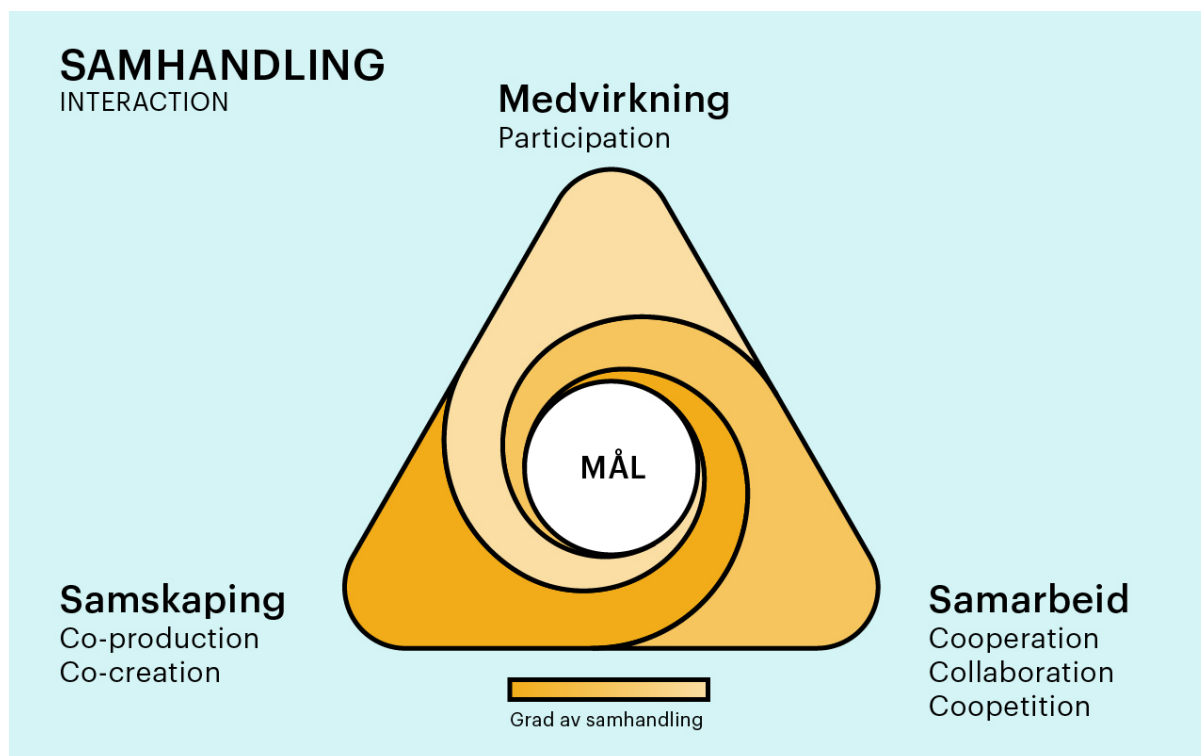 SAMHANDLING
INTERACTION
Medvirkning
Participation
MÅL
Samskaping
Co-production
Co-creation
Samarbeid
Cooperation
Collaboration
Coopetition
Grad av samhandling